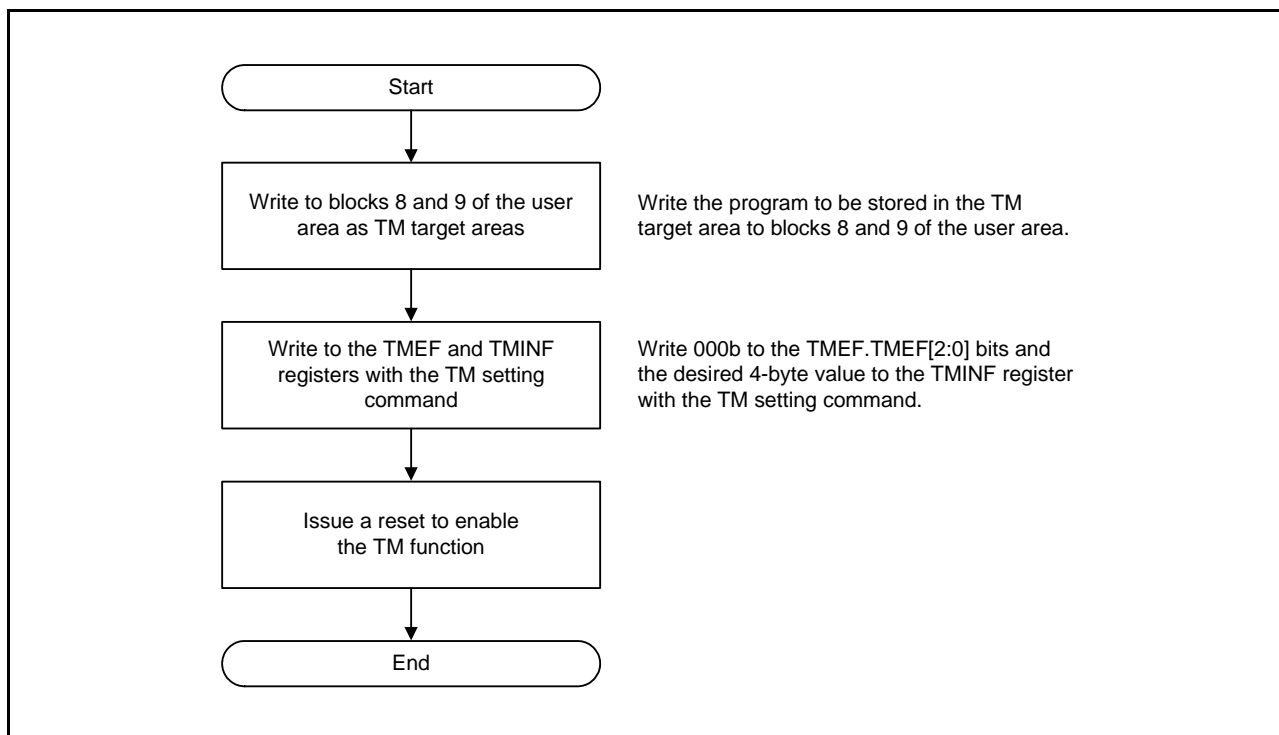 Start
Write to blocks 8 and 9 of the user
area as TM target areas
Write the program to be stored in the TM
target area to blocks 8 and 9 of the user area.
Write to the TMEF and TMINF
registers with the TM setting
command
Write 000b to the TMEF.TMEF[2:0] bits and
the desired 4-byte value to the TMINF register
with the TM setting command.
Issue a reset to enable
the TM function
End